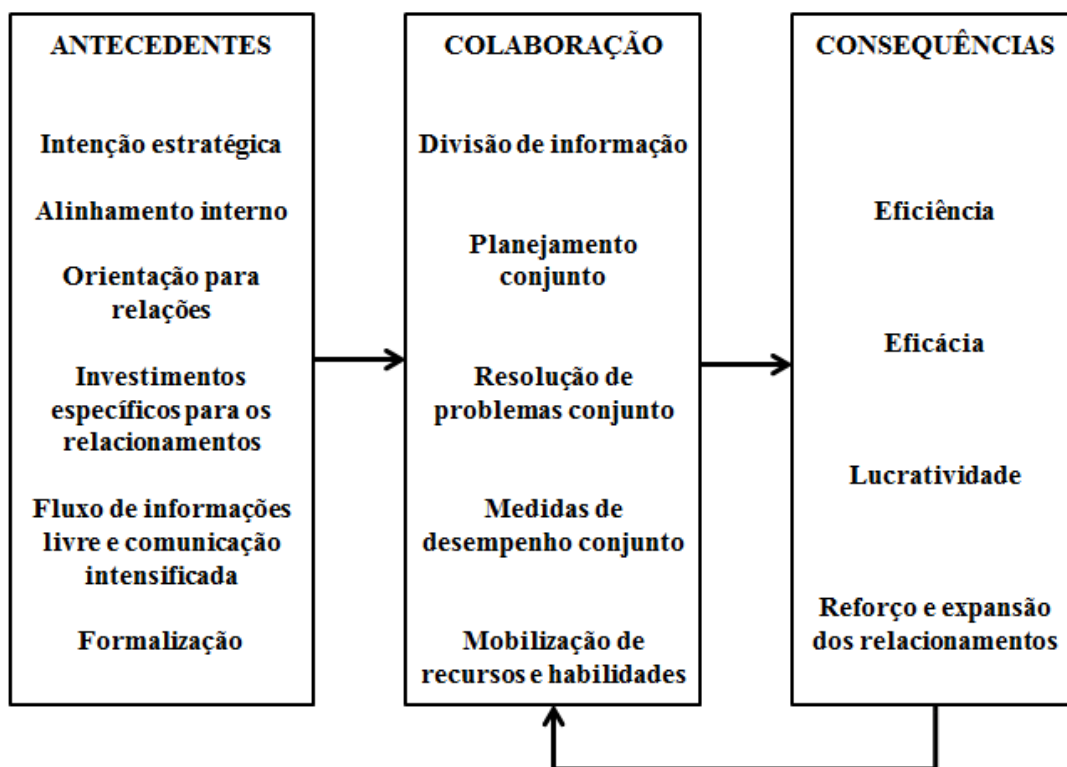 ANTECEDENTES
Intenção estratégica
Alinhamento interno
Orientação para
relações
Investimentos
específicos para os
relacionamentos
Fluxo de informações
livre e comunicação
intensificada
Formalização
COLABORAÇÃO
Divisão de informação
Planejamento
conjunto
Resolução de
problemas conjunto
Medidas de
desempenho conjunto
Mobilização de
recursos e habilidades
CONSEQUÊNCIAS
Eficiência
Eficácia
Lucratividade
Reforço e expansão
dos relacionamentos